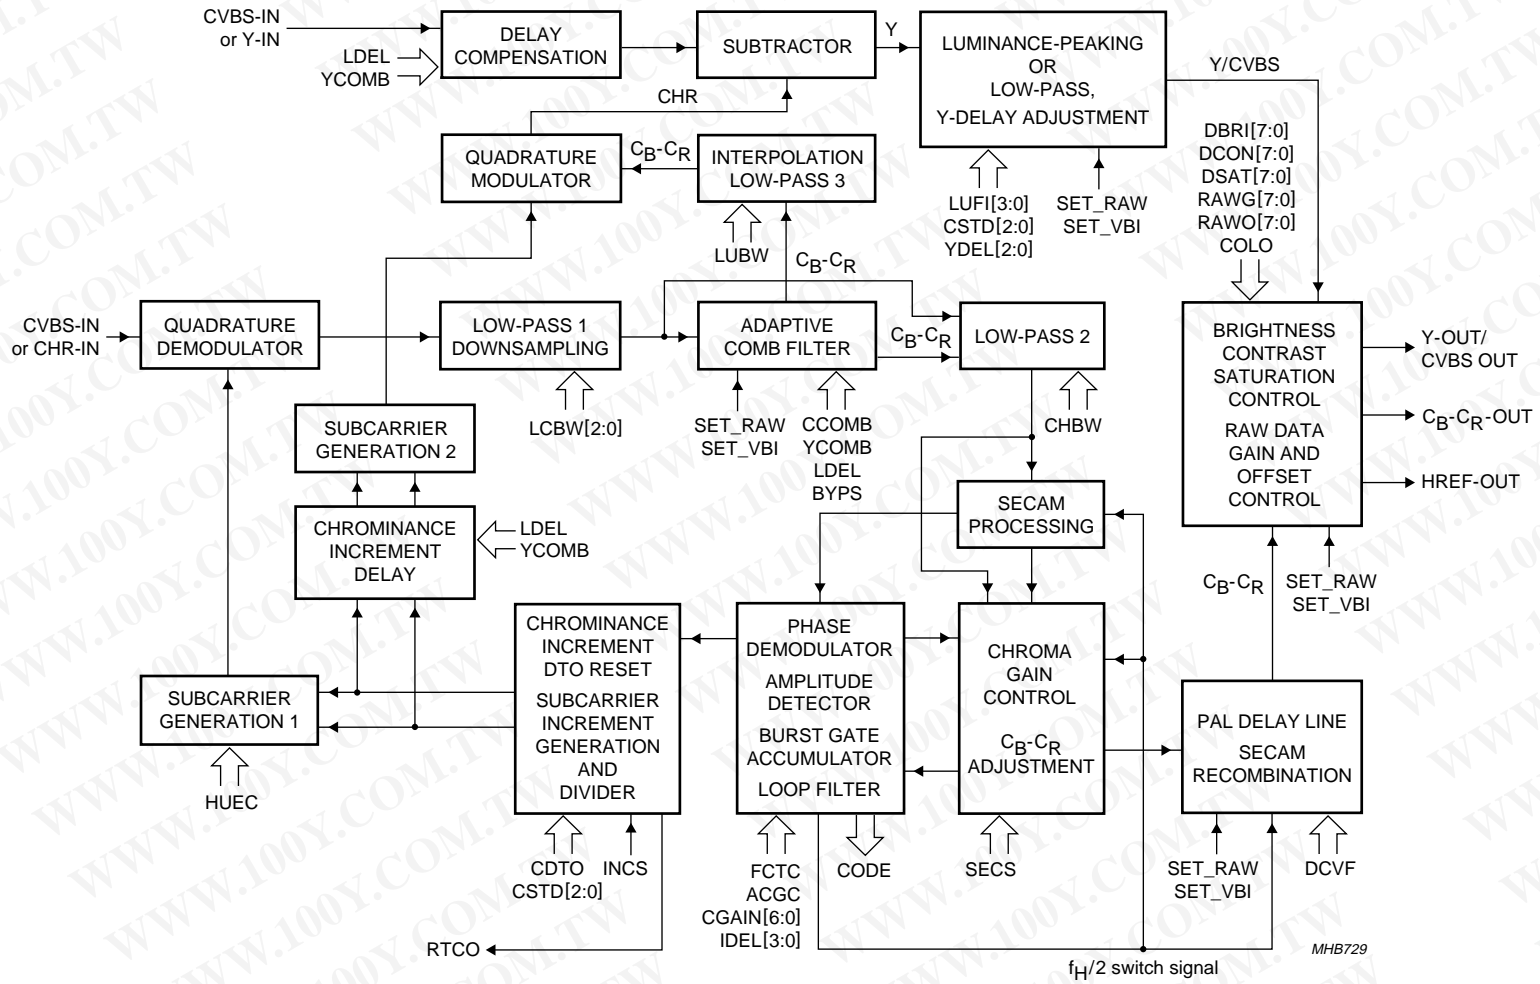 CVBS-IN
or Y-IN
LDEL
YCOMB
DELAY
COMPENSATION
SUBTRACTOR
Y
LUMINANCE-PEAKING
OR
LOW-PASS,
Y-DELAY ADJUSTMENT
Y/CVBS
CHR
QUADRATURE
MODULATOR
CB-CR
INTERPOLATION
LOW-PASS 3
LUBW
LUFI[3:0]
CSTD[2:0]
YDEL[2:0]
SET_RAW
SET_VBI
DBRI[7:0]
DCON[7:0]
DSAT[7:0]
RAWG[7:0]
RAWO[7:0]
COLO
CB-CR
CVBS-IN
or CHR-IN
QUADRATURE
DEMODULATOR
LOW-PASS 1
DOWNSAMPLING
ADAPTIVE
COMB FILTER
CB-CR
LOW-PASS 2
BRIGHTNESS
CONTRAST
SATURATION
CONTROL
RAW DATA
GAIN AND
OFFSET
CONTROL
Y-OUT/
CVBS OUT
CB-CR-OUT
HREF-OUT
LCBW[2:0]
SET_RAW
SET_VBI
CCOMB
YCOMB
LDEL
BYPS
CHBW
SUBCARRIER
GENERATION 2
CHROMINANCE
INCREMENT
DELAY
LDEL
YCOMB
SECAM
PROCESSING
CB-CR
SET_RAW
SET_VBI
SUBCARRIER
GENERATION 1
HUEC
CHROMINANCE
INCREMENT
DTO RESET
SUBCARRIER
INCREMENT
GENERATION
AND
DIVIDER
PHASE
DEMODULATOR
AMPLITUDE
DETECTOR
BURST GATE
ACCUMULATOR
LOOP FILTER
CHROMA
GAIN
CONTROL
CB-CR
ADJUSTMENT
PAL DELAY LINE
SECAM
RECOMBINATION
CDTO
CSTD[2:0]
INCS
FCTC
ACGC
CGAIN[6:0]
IDEL[3:0]
CODE
SECS
SET_RAW
SET_VBI
DCVF
RTCO
fH/2 switch signal
MHB729
WWW.100Y.COM.TW